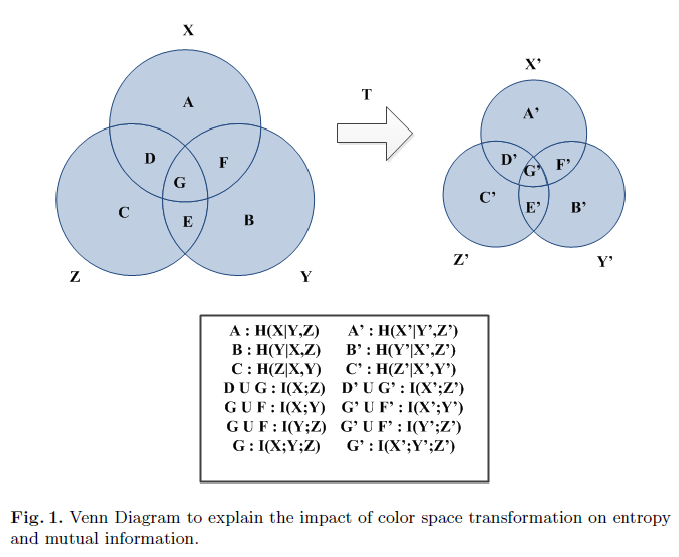 X
A
D
F
G
C
E
B
Z
Y
T
X’
A’
D’
F’
G’
C’
E’
B’
Z’
Y’
A : H(X|Y,Z) A’ : H(X’|Y’,Z’)
B : H(Y|X,Z) B’ : H(Y’|X’,Z’)
C : H(Z|X,Y) C’ : H(Z’|X’,Y’)
D U G : I(X;Z) D’ U G’ : I(X’;Z’)
G U F : I(X;Y) G’ U F’ : I(X’;Y’)
G U F : I(Y;Z) G’ U F’ : I(Y’;Z’)
G : I(X;Y;Z) G’ : I(X’;Y’;Z’)
Fig. 1. Venn Diagram to explain the impact of color space transformation on entropy
and mutual information.